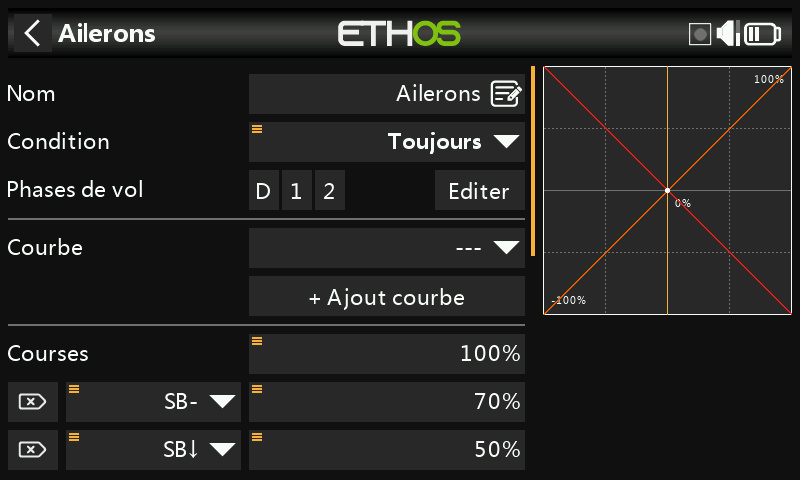 Ailerons
ETHOS
Nom
Ailerons
Condition
Toujours
Phases de vol
D 1 2
Editer
Courbe
---
+ Ajout courbe
Courses
100%
SB-
70%
SB↓
50%
100%
0%
-100%